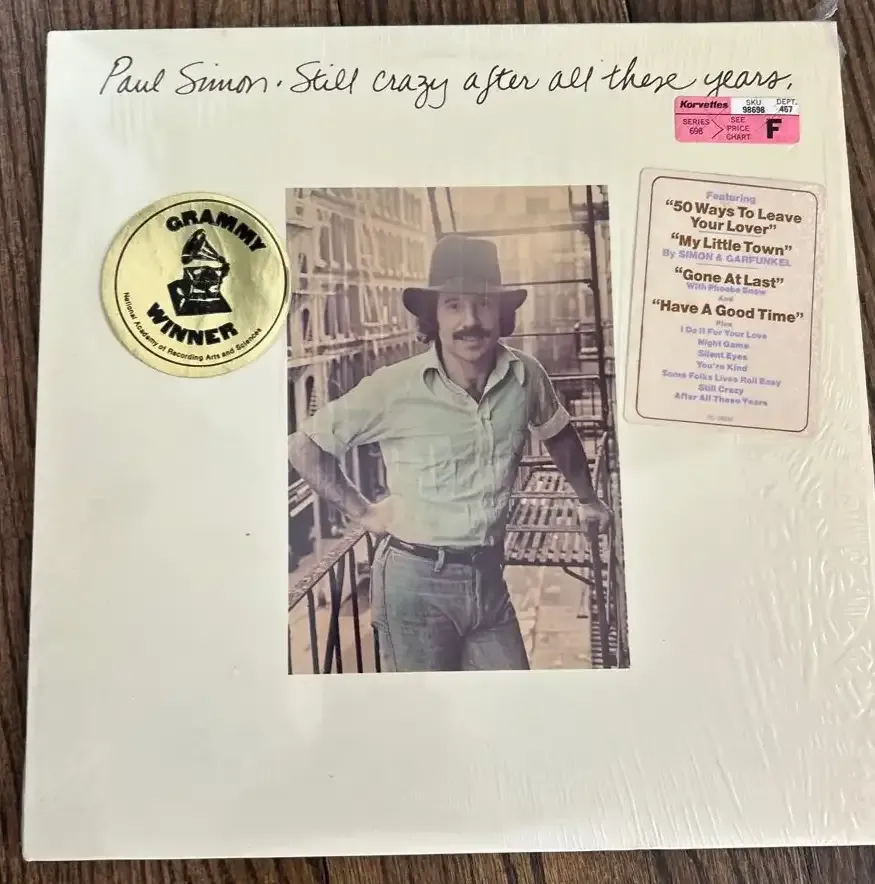 Paul Simon. Still crazy after all these years.
Korvettes SKU 98698 DEPT. 467
SERIES 698 SEE PRICE CHART F
GRAMMY
WINNER
National Academy of Recording Arts and Sciences
Featuring
“50 Ways To Leave
Your Lover”
“My Little Town”
By SIMON & GARFUNKEL
“Gone At Last”
With Phoebe Snow
And
“Have A Good Time”
Plus
I Do It For Your Love
Night Game
Silent Eyes
You're Kind
Some Folks Lives Roll Easy
Still Crazy
After All These Years